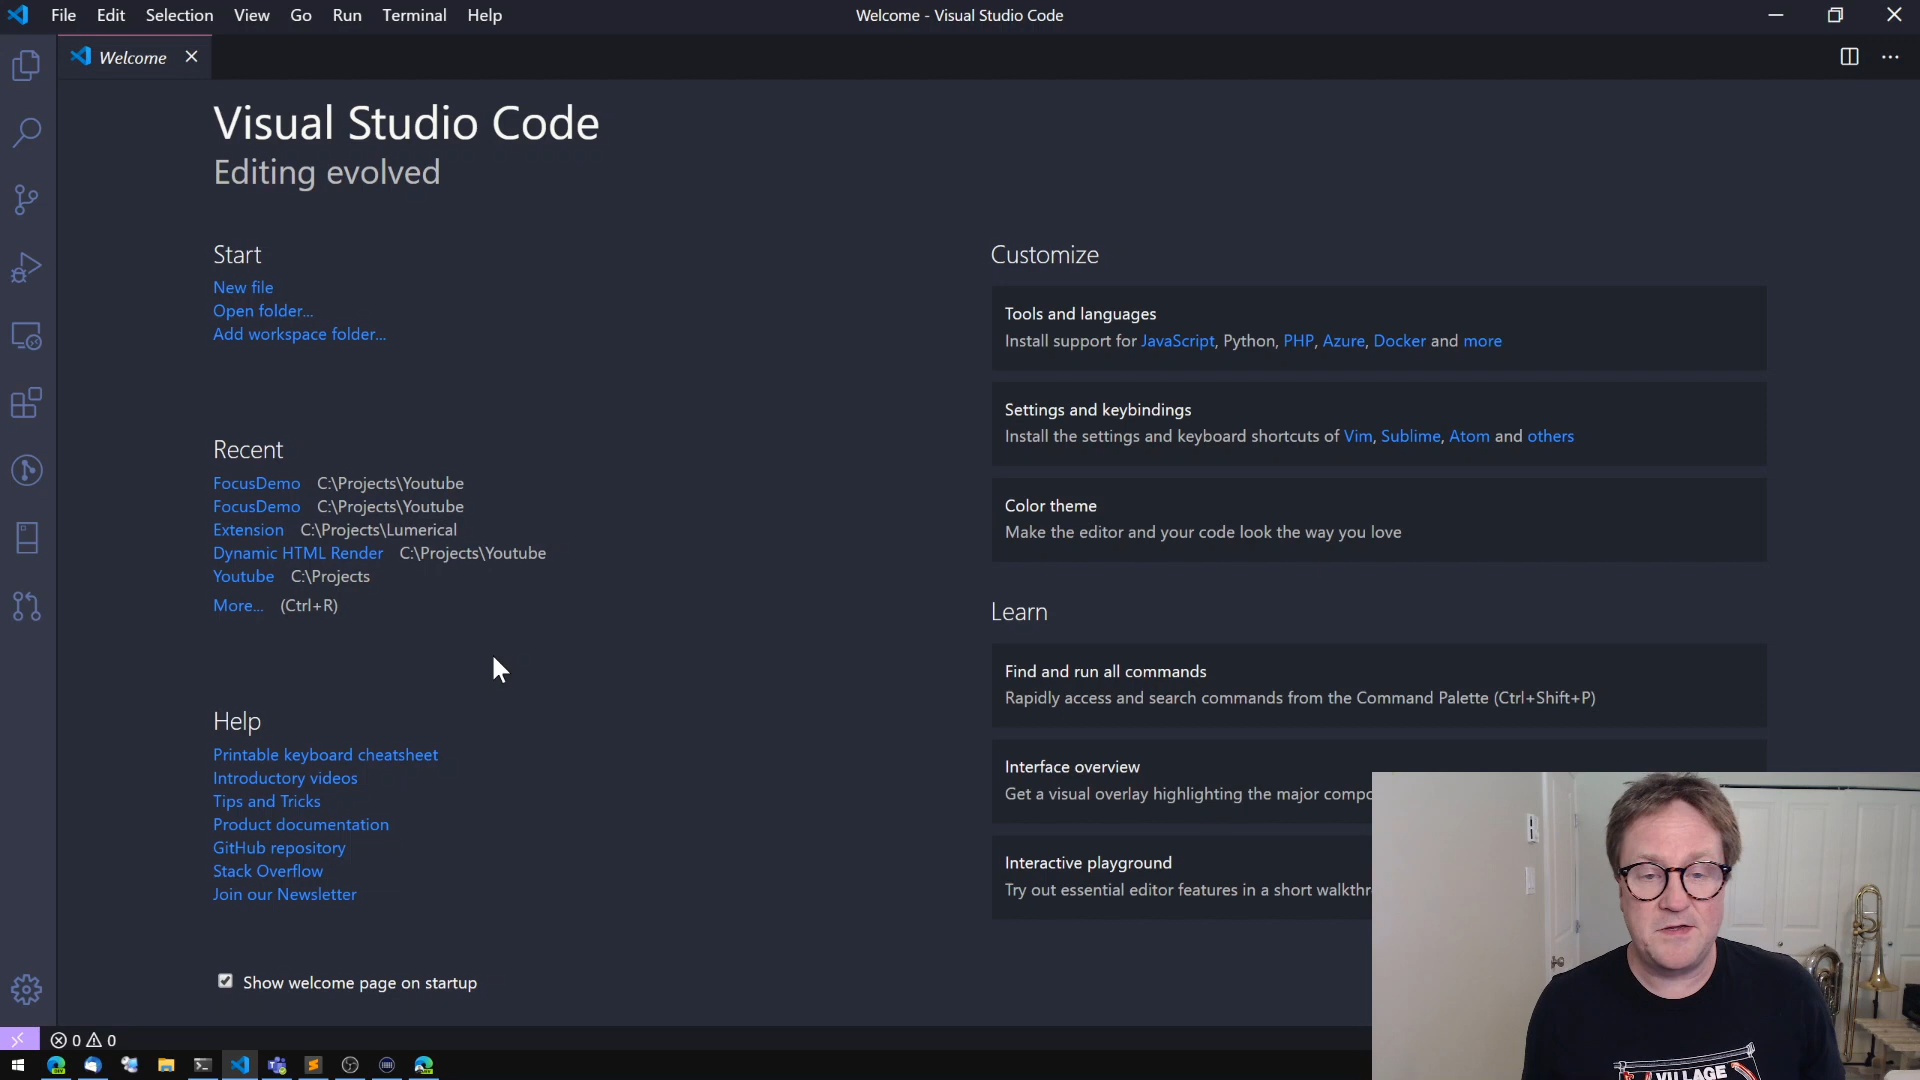 File Edit Selection View Go Run Terminal Help
Welcome - Visual Studio Code
Welcome
Visual Studio Code
Editing evolved
Start
New file
Open folder...
Add workspace folder...
Recent
FocusDemo C:\Projects\Youtube
FocusDemo C:\Projects\Youtube
Extension C:\Projects\Lumerical
Dynamic HTML Render C:\Projects\Youtube
Youtube C:\Projects
More... (Ctrl+R)
Help
Printable keyboard cheatsheet
Introductory videos
Tips and Tricks
Product documentation
GitHub repository
Stack Overflow
Join our Newsletter
Show welcome page on startup
Customize
Tools and languages
Install support for JavaScript, Python, PHP, Azure, Docker and more
Settings and keybindings
Install the settings and keyboard shortcuts of Vim, Sublime, Atom and others
Color theme
Make the editor and your code look the way you love
Learn
Find and run all commands
Rapidly access and search commands from the Command Palette (Ctrl+Shift+P)
Interface overview
Get a visual overlay highlighting the major compo
Interactive playground
Try out essential editor features in a short walkthr
VILLAGE
0 0